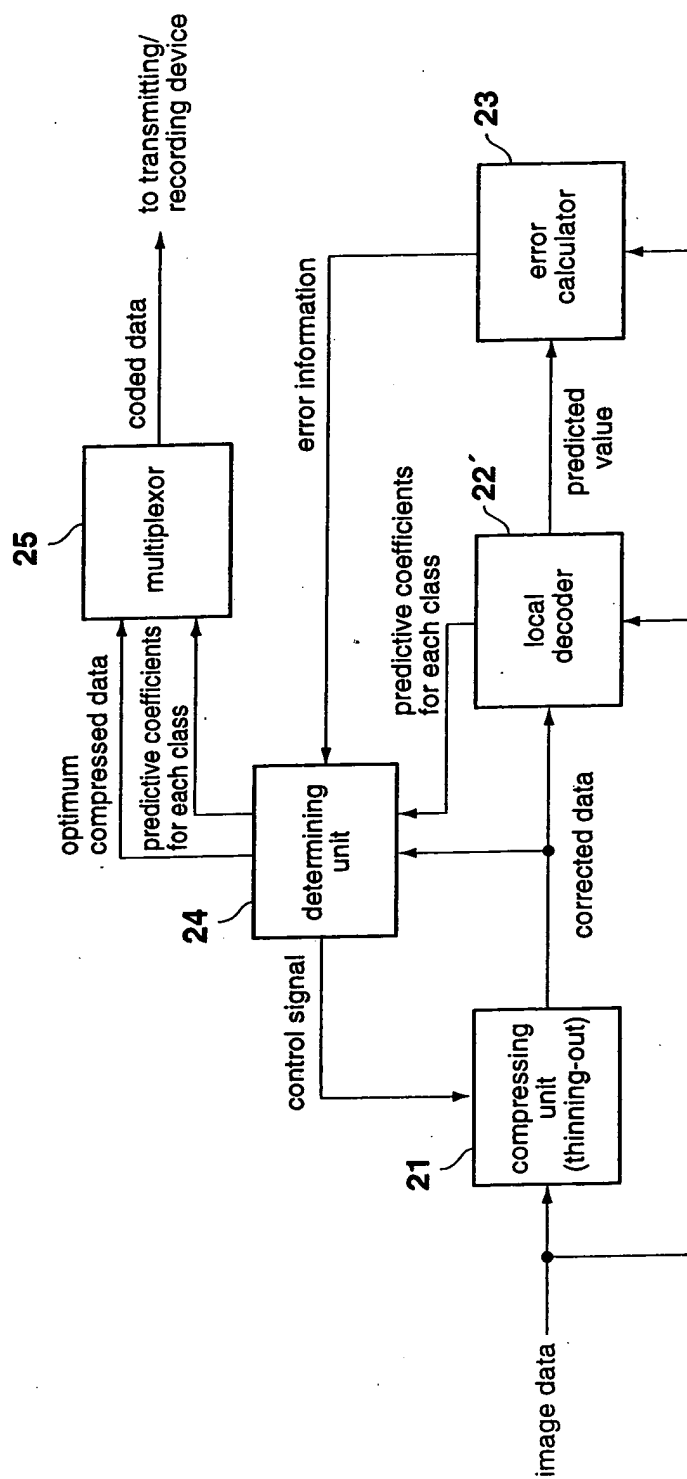 image data
21
compressing
unit
(thinning-out)
control signal
corrected data
24
determining
unit
optimum
compressed data
predictive coefficients
for each class
predictive coefficients
for each class
22′
local
decoder
predicted
value
23
error
calculator
error information
25
multiplexor
coded data
to transmitting/
recording device